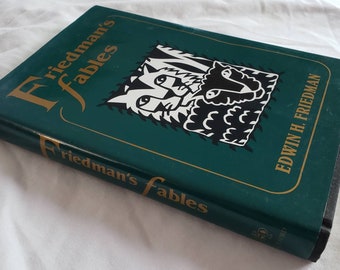 Friedman's
fables
EDWIN H. FRIEDMAN
Friedman's fables